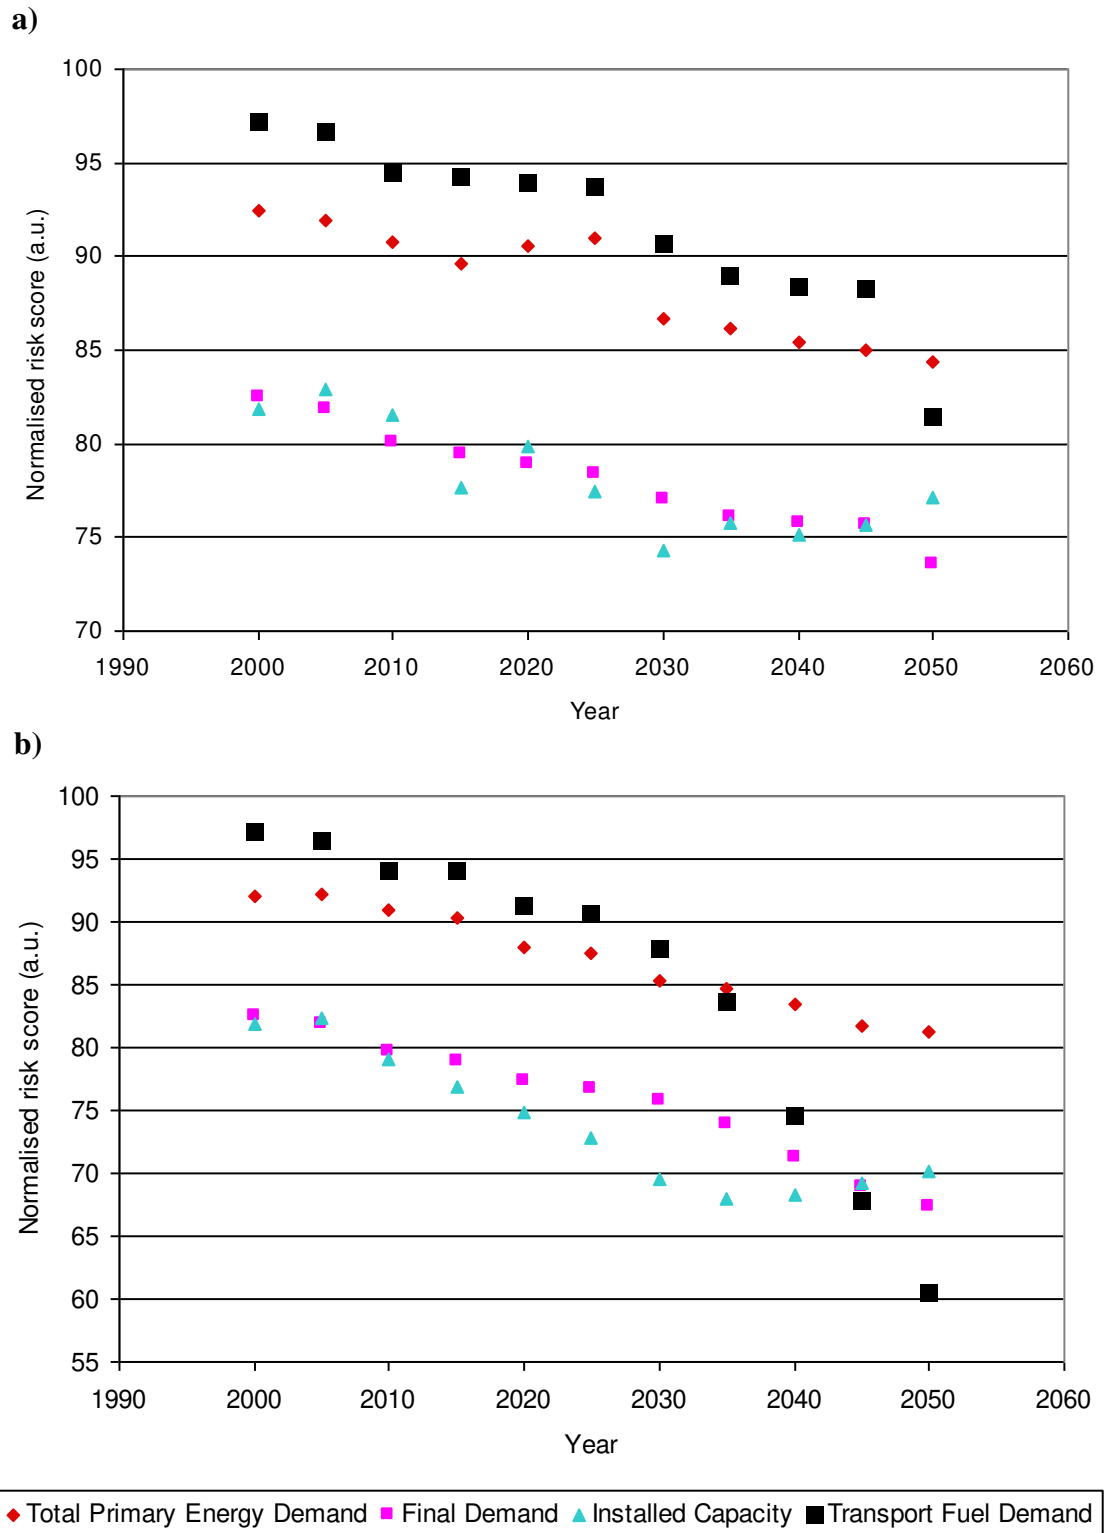 a)
100
95
90
85
80
75
70
Normalised risk score (a.u.)
1990 2000 2010 2020 2030 2040 2050 2060
Year
b)
100
95
90
85
80
75
70
65
60
55
Normalised risk score (a.u.)
1990 2000 2010 2020 2030 2040 2050 2060
Year
Total Primary Energy Demand Final Demand Installed Capacity Transport Fuel Demand